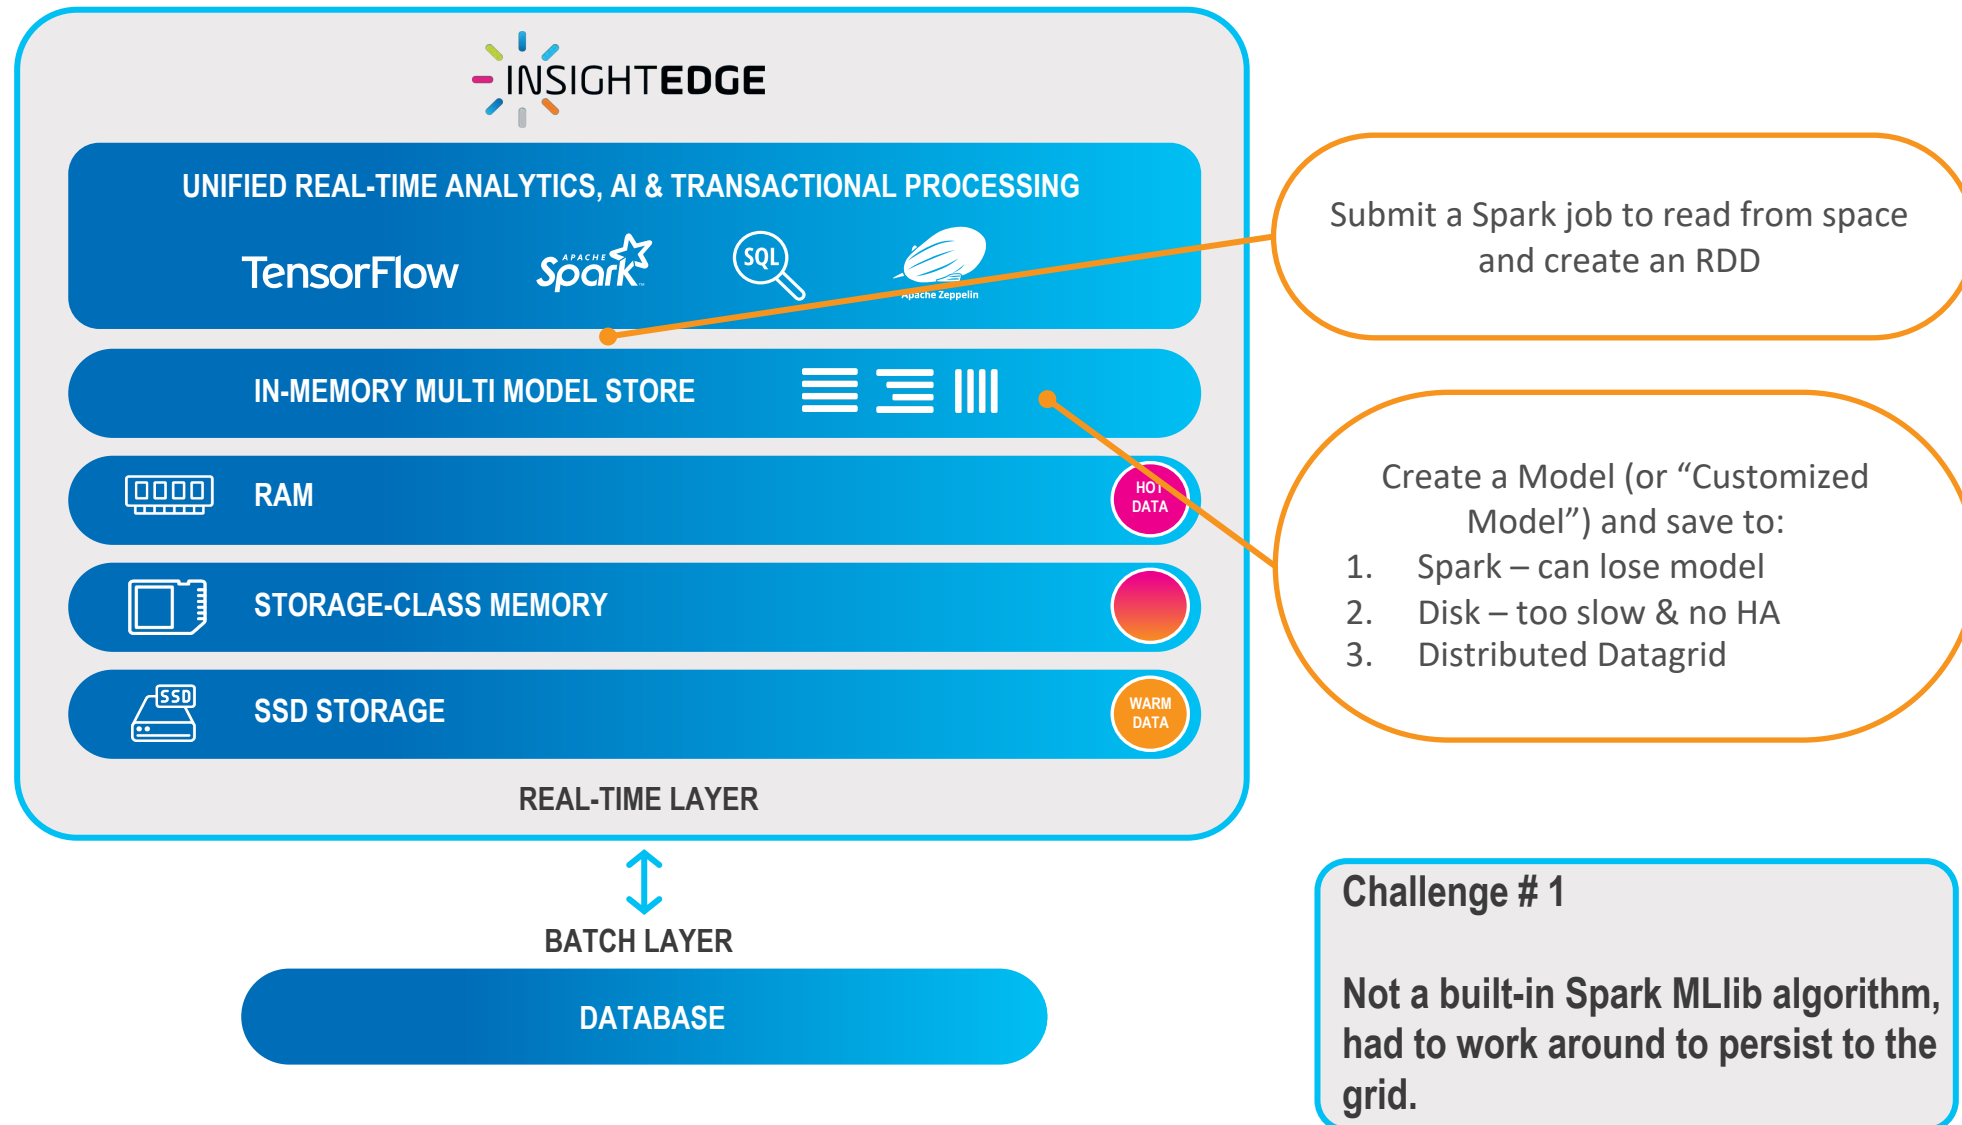 INSIGHTEDGE
UNIFIED REAL-TIME ANALYTICS, AI & TRANSACTIONAL PROCESSING
TensorFlow
APACHE
Spark
SQL
Apache Zeppelin
IN-MEMORY MULTI MODEL STORE
RAM
HOT
DATA
STORAGE-CLASS MEMORY
SSD
SSD STORAGE
WARM
DATA
REAL-TIME LAYER
BATCH LAYER
DATABASE
Submit a Spark job to read from space
and create an RDD
Create a Model (or “Customized
Model”) and save to:
1. Spark – can lose model
2. Disk – too slow & no HA
3. Distributed Datagrid
Challenge # 1
Not a built-in Spark MLlib algorithm,
had to work around to persist to the
grid.